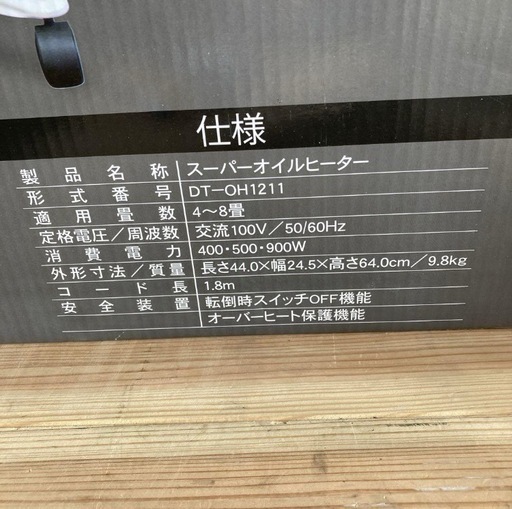 仕様
製品名称 スーパーオイルヒーター
形式番号 DT-OH1211
適用畳数 4〜8畳
定格電圧/周波数 交流100V/50/60Hz
消費電力 400・500・900W
外形寸法/質量 長さ44.0×幅24.5×高さ64.0cm/9.8kg
コード長 1.8m
安全装置 転倒時スイッチOFF機能
オーバーヒート保護機能